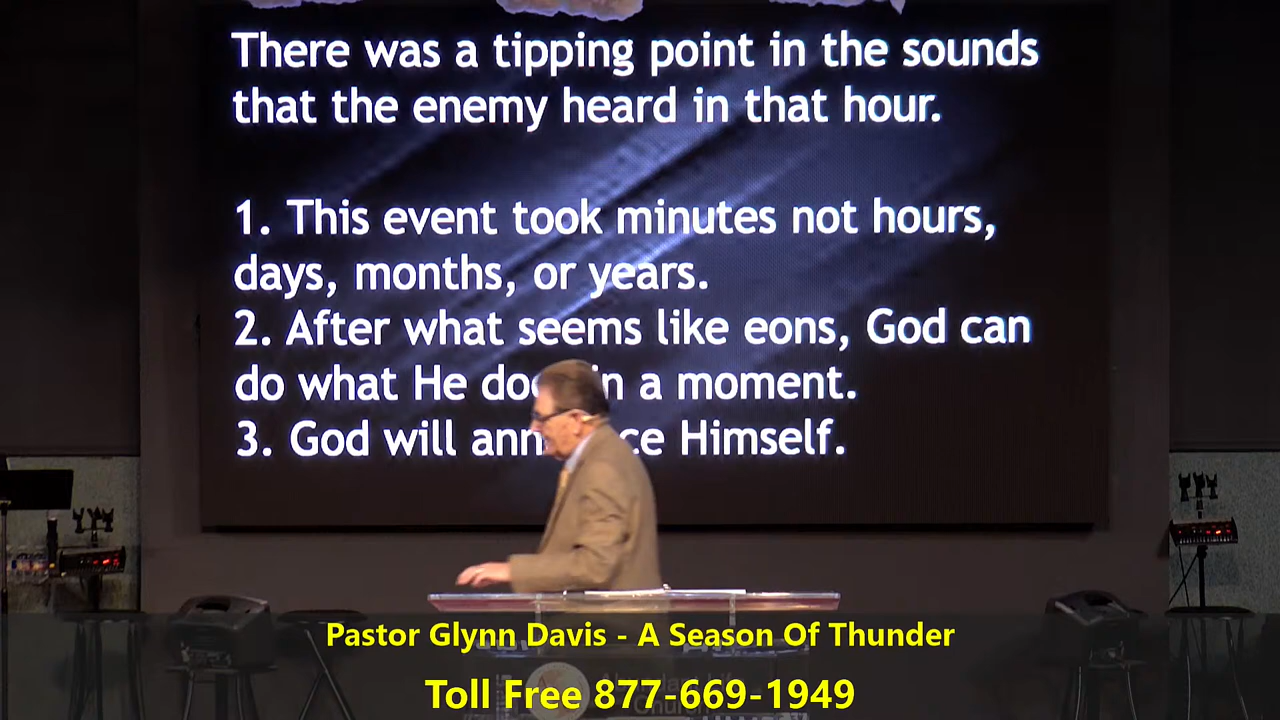 There was a tipping point in the sounds
that the enemy heard in that hour.
1. This event took minutes not hours,
days, months, or years.
2. After what seems like eons, God can
do what He in a moment.
3. God will Himself.
Pastor Glynn Davis - A Season Of Thunder
Toll Free 877-669-1949
Church